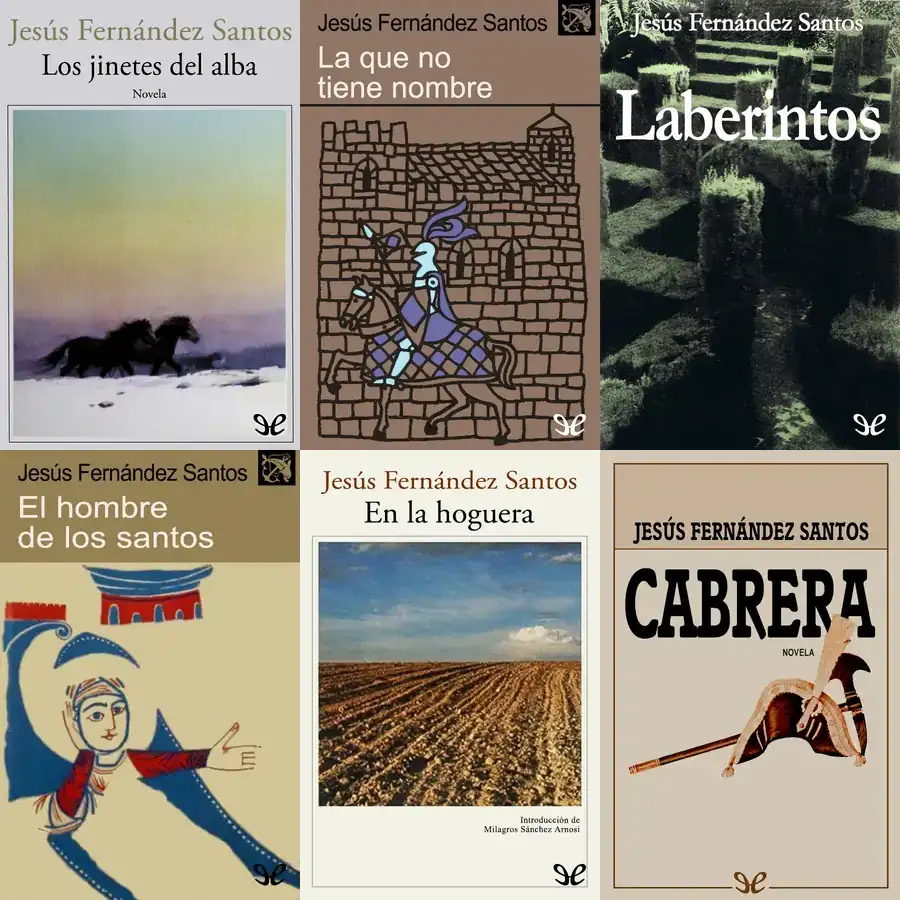 Jesús Fernández Santos
Los jinetes del alba
Novela
Jesús Fernández Santos
La que no
tiene nombre
Jesús Fernández Santos
Laberintos
Jesús Fernández Santos
El hombre
de los santos
Jesús Fernández Santos
En la hoguera
Introducción de
Milagros Sánchez Arnosi
JESÚS FERNÁNDEZ SANTOS
CABRERA
NOVELA